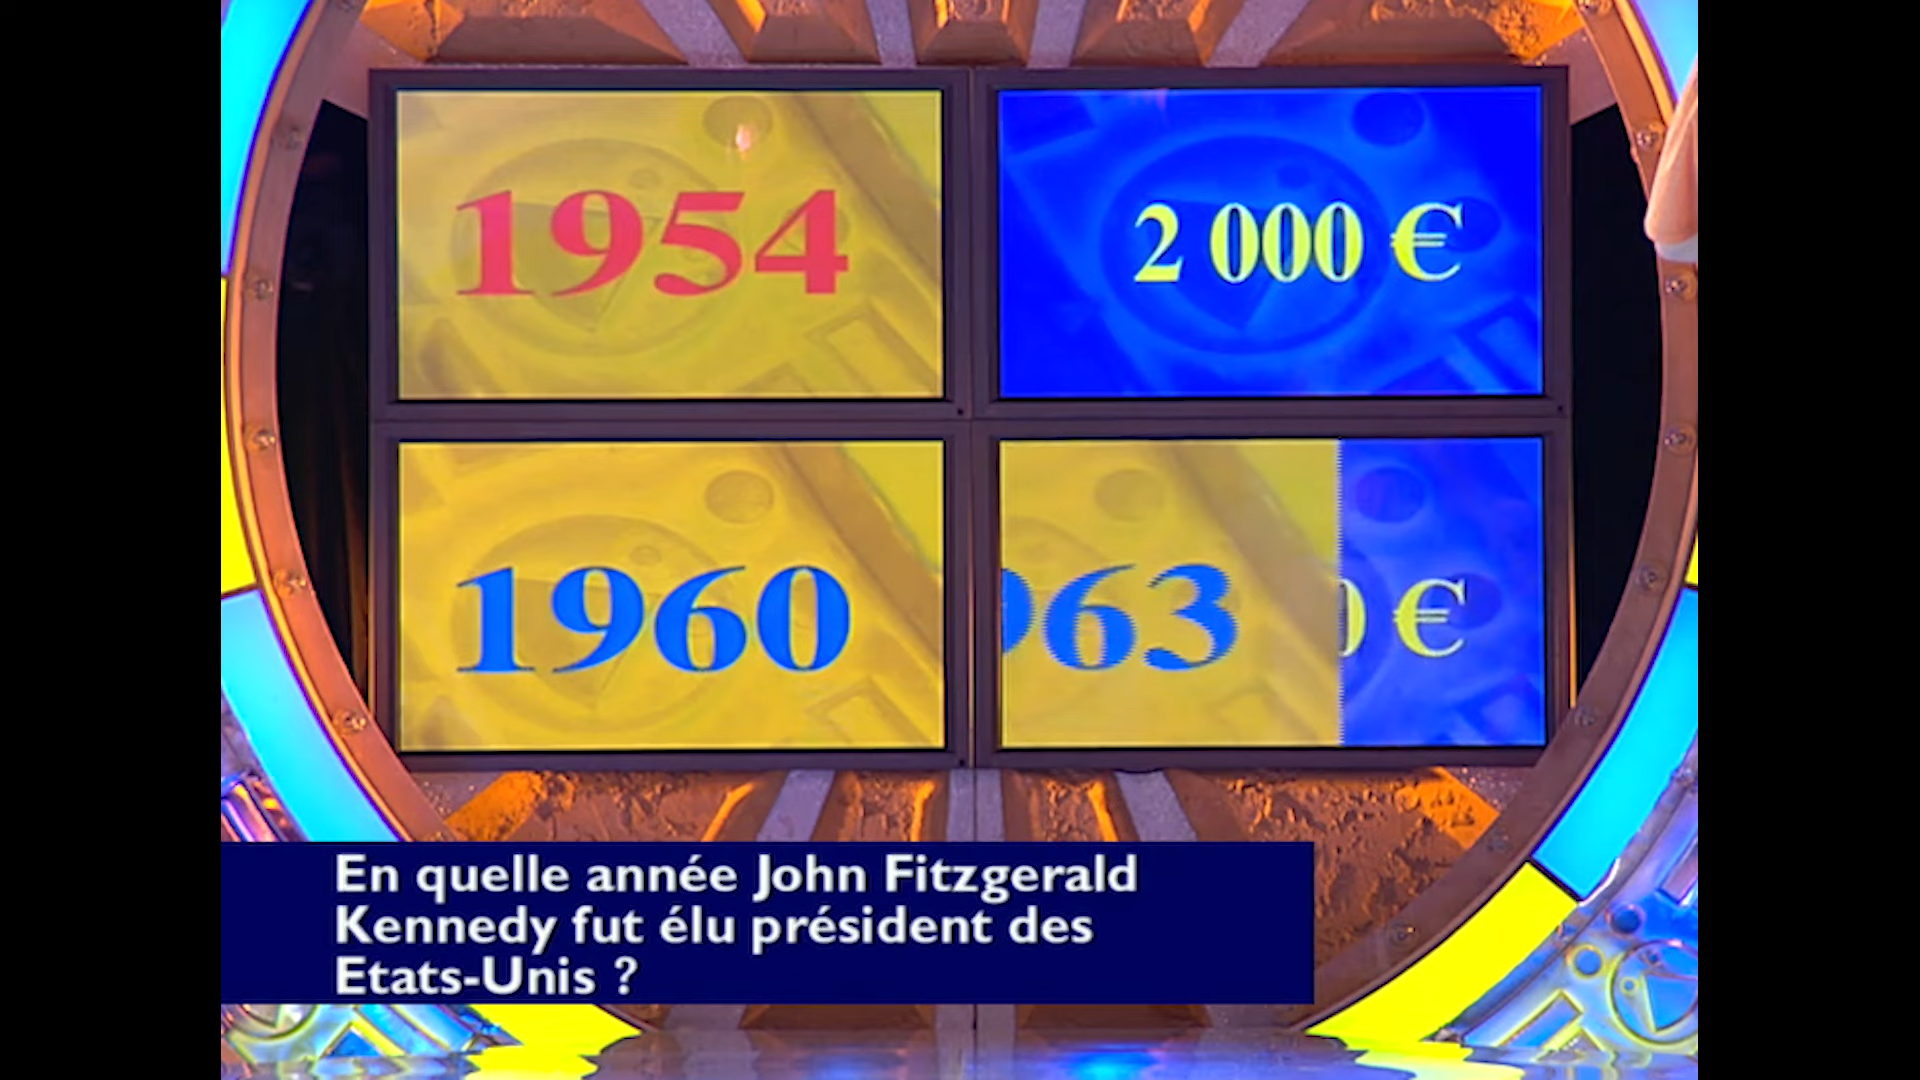 1954
2 000 €
1960
963
€
En quelle année John Fitzgerald
Kennedy fut élu président des
Etats-Unis ?